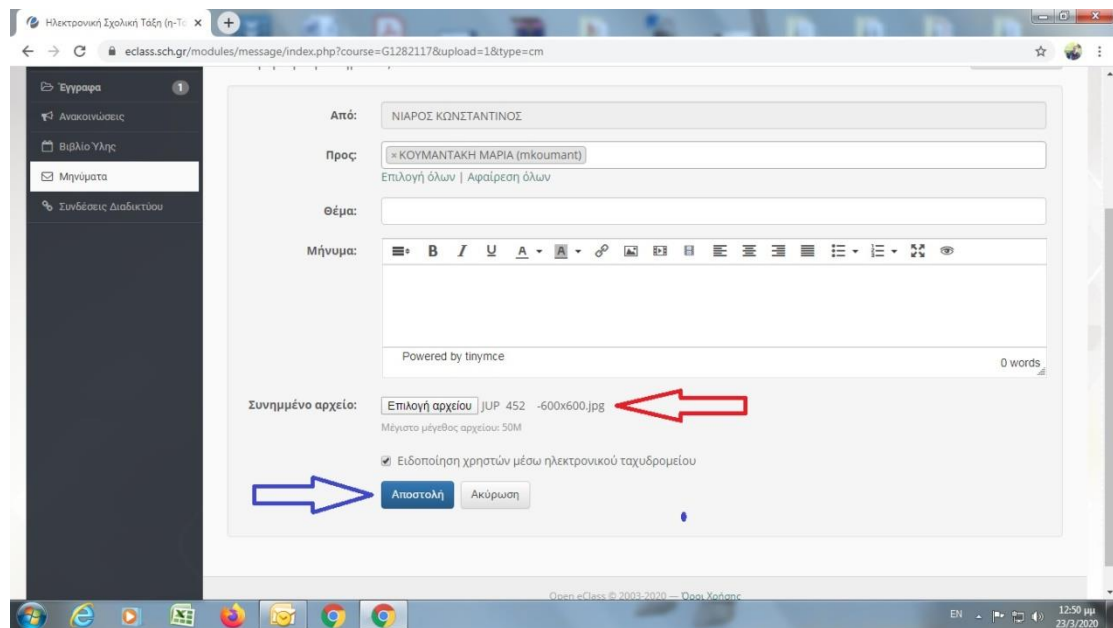 Ηλεκτρονική Σχολική Τάξη (η-Τά
eclass.sch.gr/modules/message/index.php?course=G1282117&upload=1&type=cm
Έγγραφα 1
Ανακοινώσεις
Βιβλίο Ύλης
Μηνύματα
Συνδέσεις Διαδικτύου
Από: ΝΙΑΡΟΣ ΚΩΝΣΤΑΝΤΙΝΟΣ
Προς: × ΚΟΥΜΑΝΤΑΚΗ ΜΑΡΙΑ (mkoumant)
Επιλογή όλων | Αφαίρεση όλων
Θέμα:
Μήνυμα: B I U A A
Powered by tinymce 0 words
Συνημμένο αρχείο: Επιλογή αρχείου JUP 452 -600x600.jpg
Μέγιστο μέγεθος αρχείου: 50M
Ειδοποίηση χρηστών μέσω ηλεκτρονικού ταχυδρομείου
Αποστολή Ακύρωση
Open eClass © 2003-2020 — Όροι Χρήσης
EN 12:50 μμ
23/3/2020